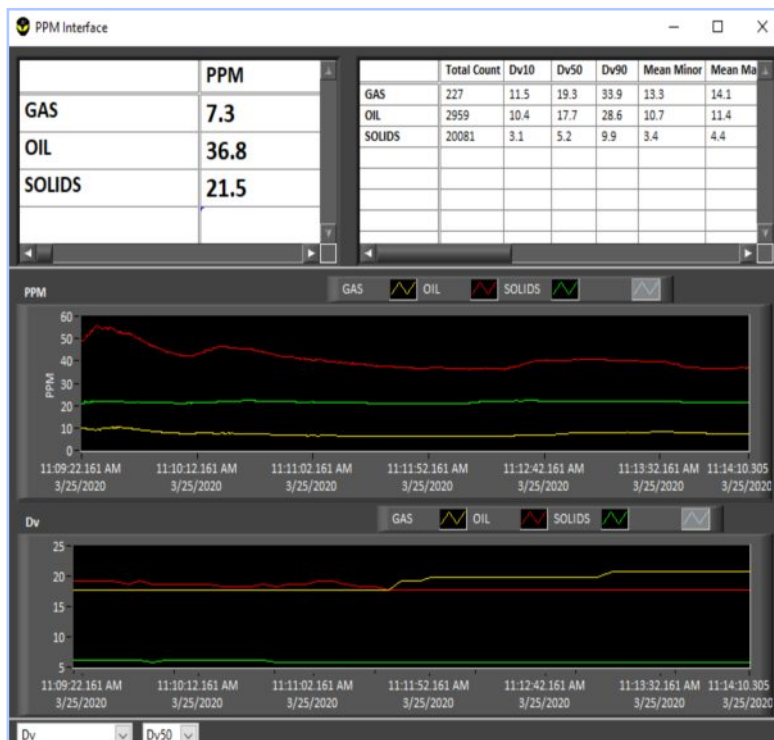 PPM Interface
PPM
GAS 7.3
OIL 36.8
SOLIDS 21.5
Total Count Dv10 Dv50 Dv90 Mean Minor Mean Ma
GAS 227 11.5 19.3 33.9 13.3 14.1
OIL 2959 10.4 17.7 28.6 10.7 11.4
SOLIDS 20081 3.1 5.2 9.9 3.4 4.4
PPM
GAS OIL SOLIDS
PPM
60
50
40
30
20
10
0
11:09:22.161 AM 11:10:12.161 AM 11:11:02.161 AM 11:11:52.161 AM 11:12:42.161 AM 11:13:32.161 AM 11:14:10.305
3/25/2020 3/25/2020 3/25/2020 3/25/2020 3/25/2020 3/25/2020 3/25/2020
Dv
GAS OIL SOLIDS
25
20
15
10
5
11:09:22.161 AM 11:10:12.161 AM 11:11:02.161 AM 11:11:52.161 AM 11:12:42.161 AM 11:13:32.161 AM 11:14:10.305
3/25/2020 3/25/2020 3/25/2020 3/25/2020 3/25/2020 3/25/2020 3/25/2020
Dv Dv50